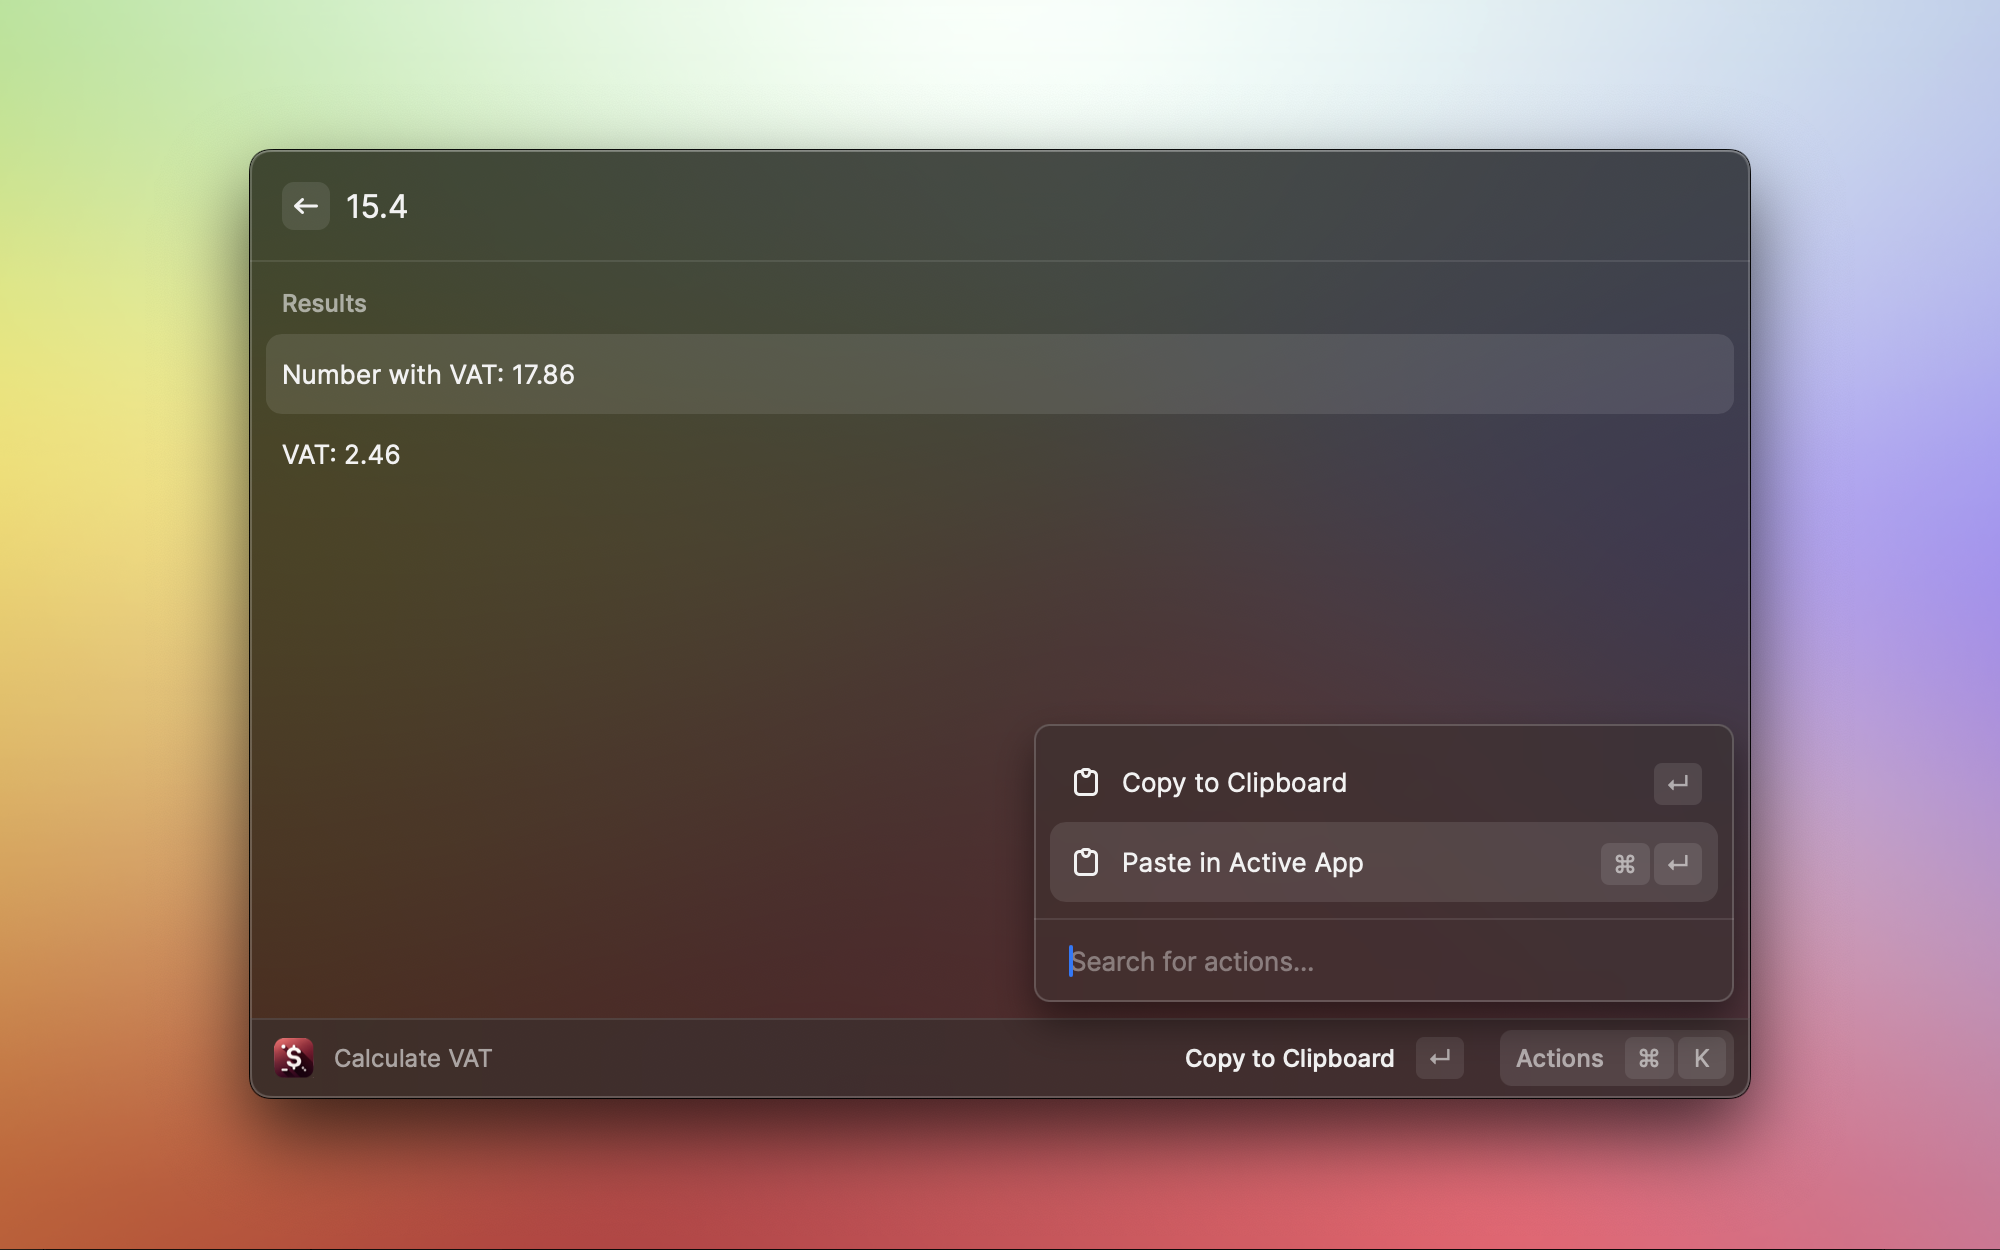 15.4
Results
Number with VAT: 17.86
VAT: 2.46
Copy to Clipboard ↵
Paste in Active App ⌘ ↵
Search for actions...
Calculate VAT
Copy to Clipboard ↵
Actions ⌘ K